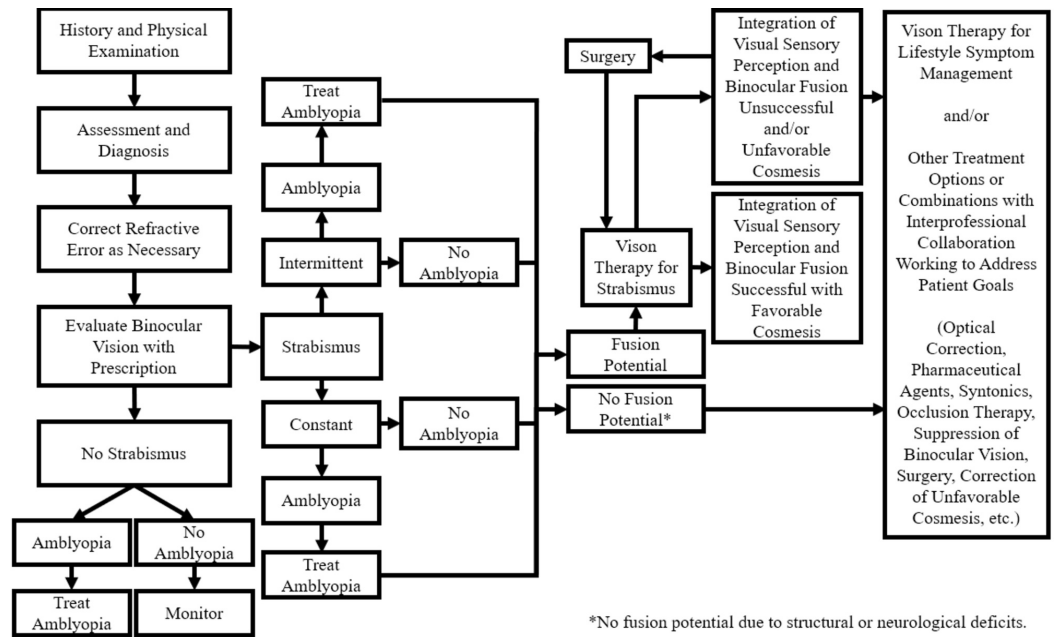 History and Physical
Examination
Assessment and
Diagnosis
Correct Refractive
Error as Necessary
Evaluate Binocular
Vision with
Prescription
No Strabismus
Amblyopia
Treat
Amblyopia
No
Amblyopia
Monitor
Treat
Amblyopia
Amblyopia
Intermittent
No
Amblyopia
Strabismus
Constant
No
Amblyopia
Amblyopia
Treat
Amblyopia
Surgery
Vison
Therapy for
Strabismus
Fusion
Potential
No Fusion
Potential*
Integration of
Visual Sensory
Perception and
Binocular Fusion
Unsuccessful
and/or
Unfavorable
Cosmesis
Integration of
Visual Sensory
Perception and
Binocular Fusion
Successful with
Favorable
Cosmesis
Vison Therapy for
Lifestyle Symptom
Management
and/or
Other Treatment
Options or
Combinations with
Interprofessional
Collaboration
Working to Address
Patient Goals
(Optical
Correction,
Pharmaceutical
Agents, Syntonics,
Occlusion Therapy,
Suppression of
Binocular Vision,
Surgery, Correction
of Unfavorable
Cosmesis, etc.)
*No fusion potential due to structural or neurological deficits.